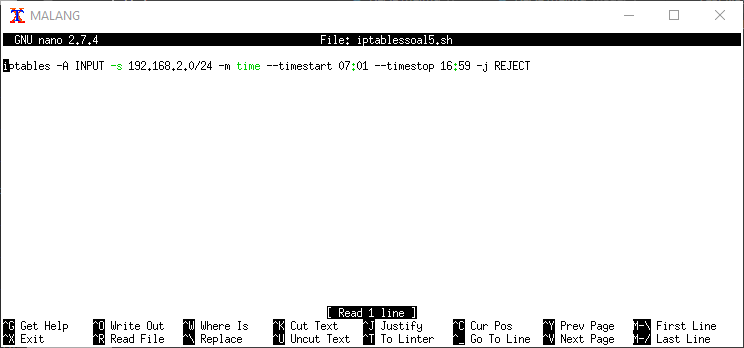 MALANG
GNU nano 2.7.4 File: iptablessoal5.sh
iptables -A INPUT -s 192.168.2.0/24 -m time --timestart 07:01 --timestop 16:59 -j REJECT
[ Read 1 line ]
^G Get Help ^O Write Out ^W Where Is ^K Cut Text ^J Justify ^C Cur Pos ^Y Prev Page M-\ First Line
^X Exit ^R Read File ^\ Replace ^U Uncut Text ^T To Linter ^_ Go To Line ^V Next Page M-/ Last Line